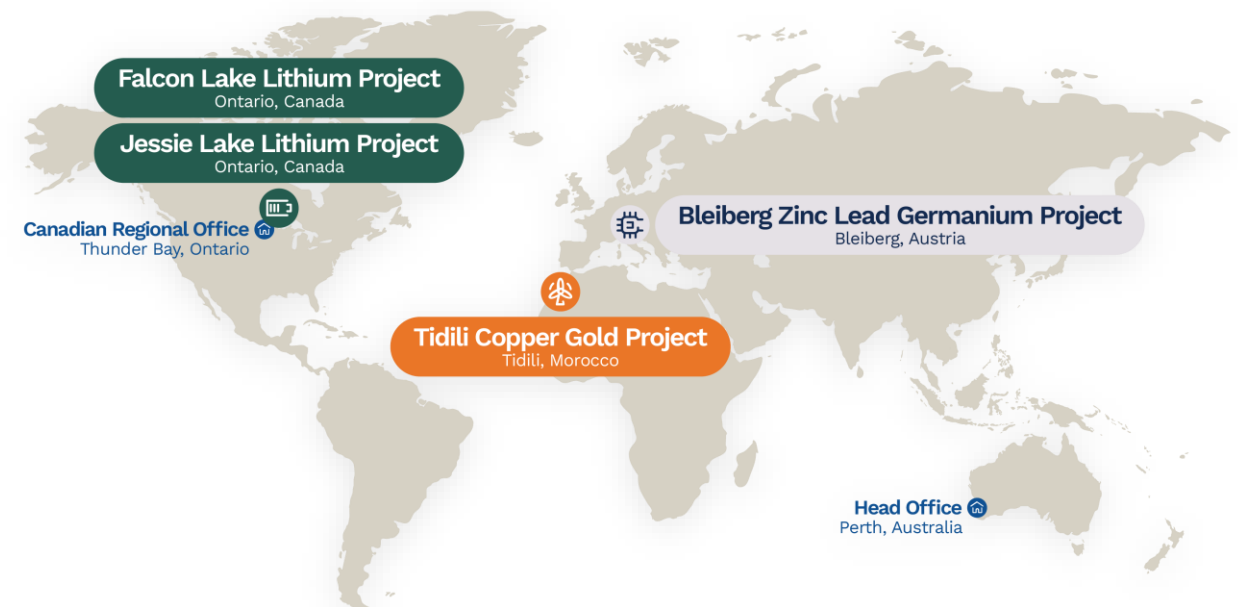 Falcon Lake Lithium Project
Ontario, Canada
Jessie Lake Lithium Project
Ontario, Canada
Canadian Regional Office
Thunder Bay, Ontario
Bleiberg Zinc Lead Germanium Project
Bleiberg, Austria
Tidili Copper Gold Project
Tidili, Morocco
Head Office
Perth, Australia